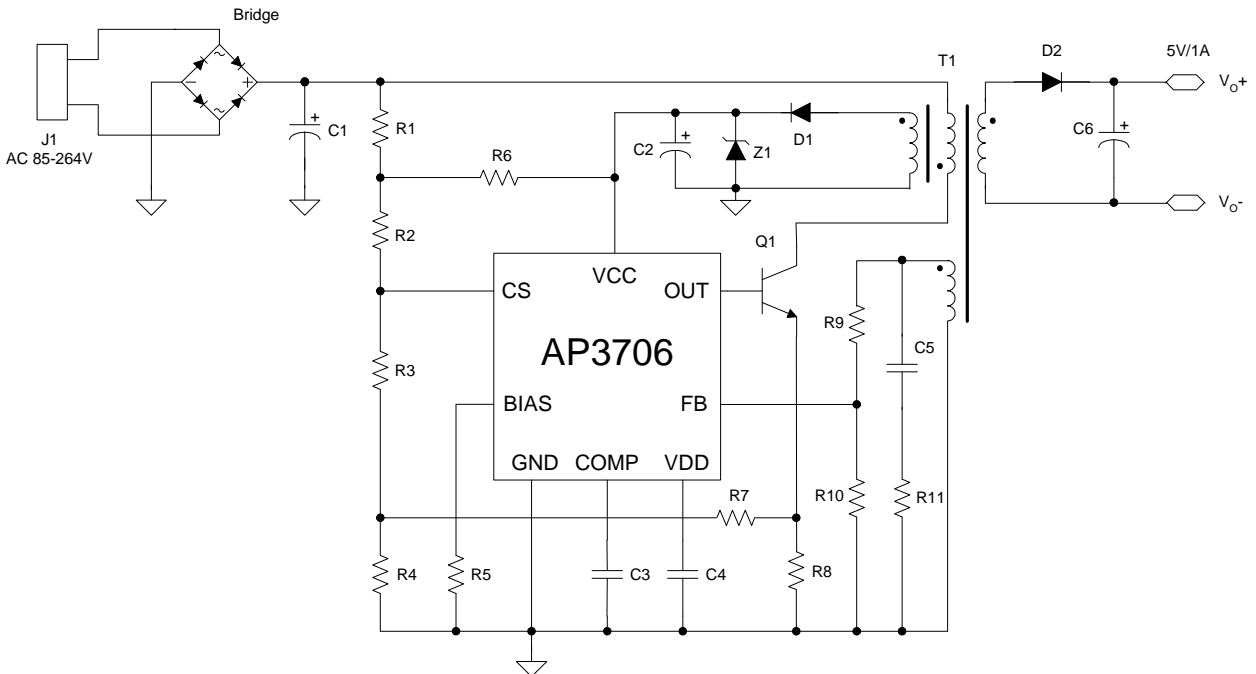 Bridge
~
−
+
~
J1
AC 85-264V
+
C1
R1
R6
R2
R3
C2
+
Z1
D1
T1
D2
5V/1A
VO+
C6
+
VO-
Q1
CS
VCC
OUT
AP3706
BIAS
FB
GND
COMP
VDD
R9
C5
R7
R10
R11
R4
R5
C3
C4
R8